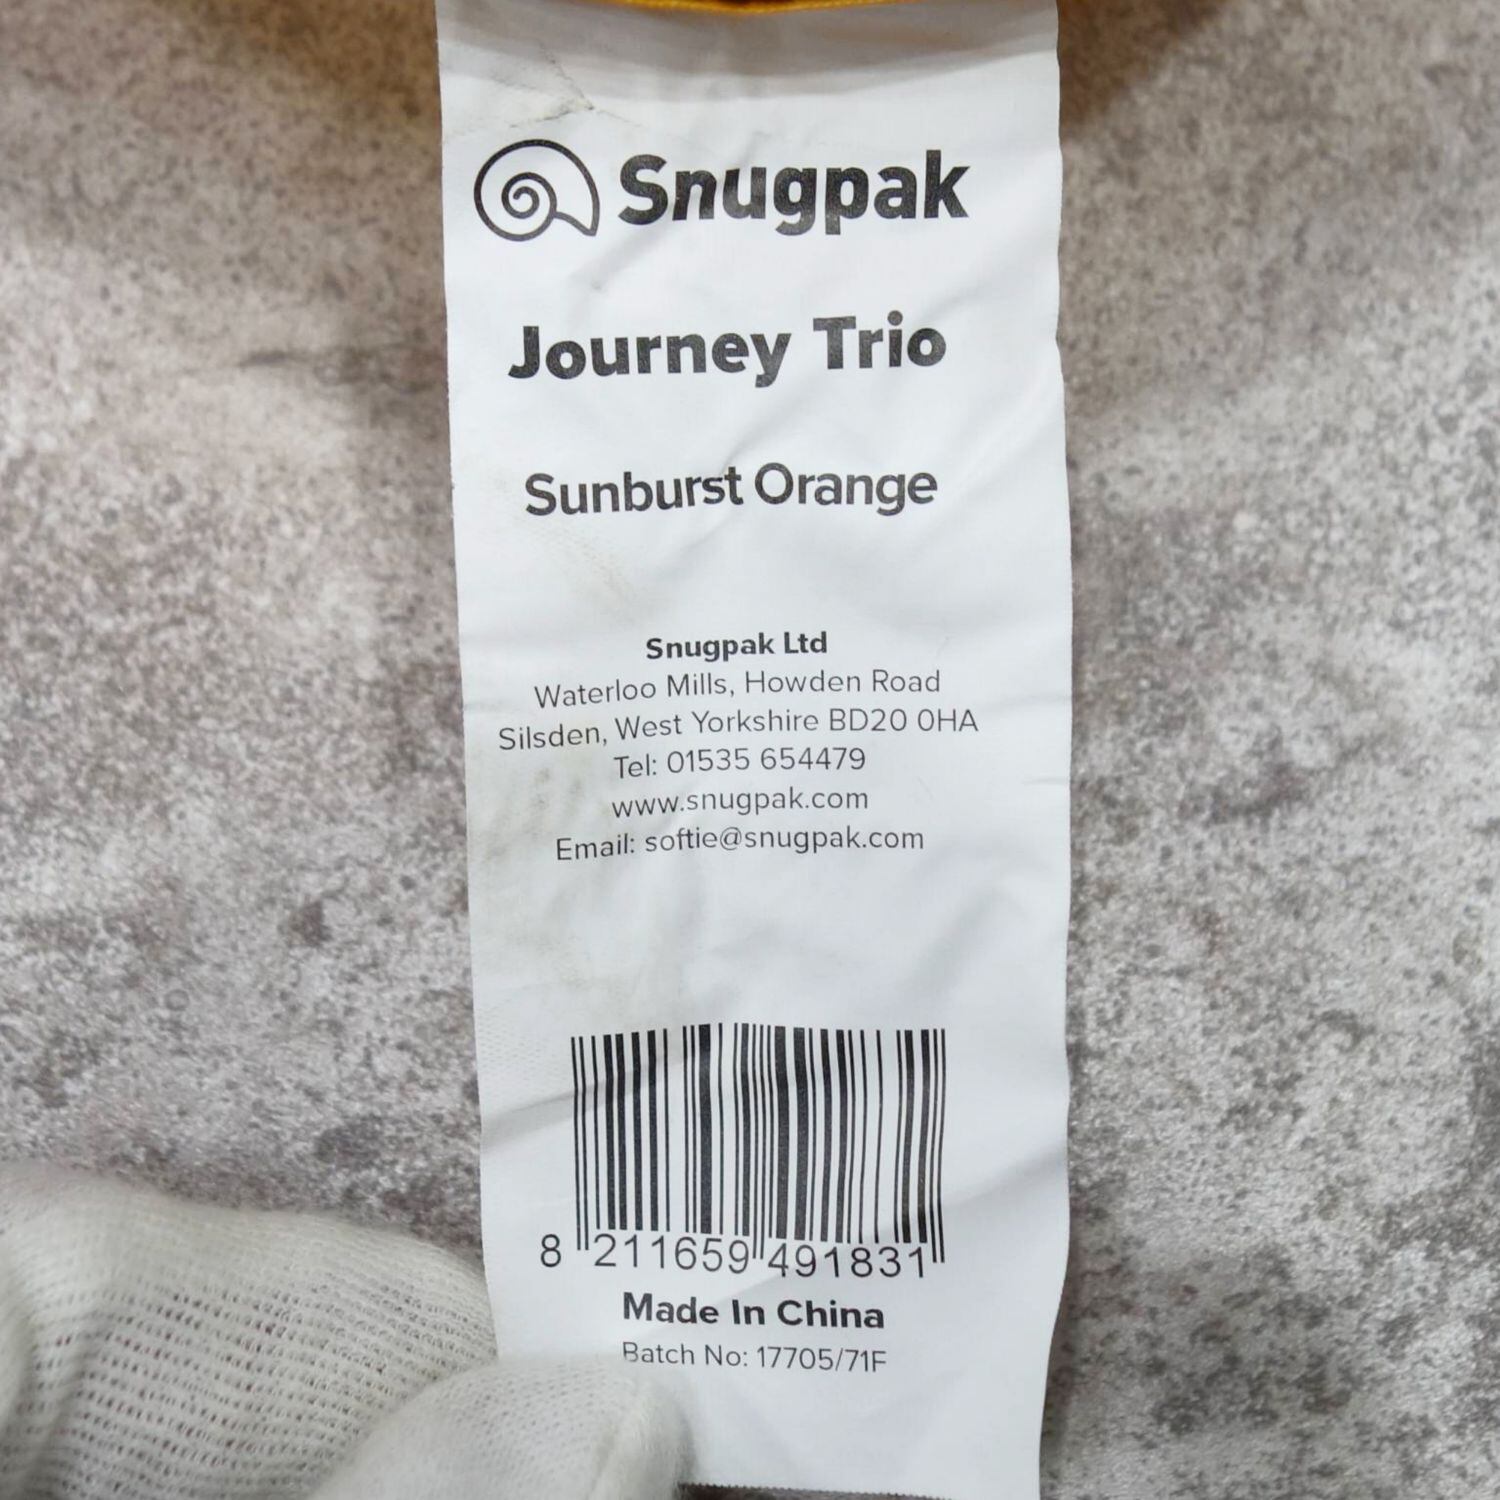 Snugpak
Journey Trio
Sunburst Orange
Snugpak Ltd
Waterloo Mills, Howden Road
Silsden, West Yorkshire BD20 0HA
Tel: 01535 654479
www.snugpak.com
Email: softie@snugpak.com
8 211659 491831
Made In China
Batch No: 17705/71F